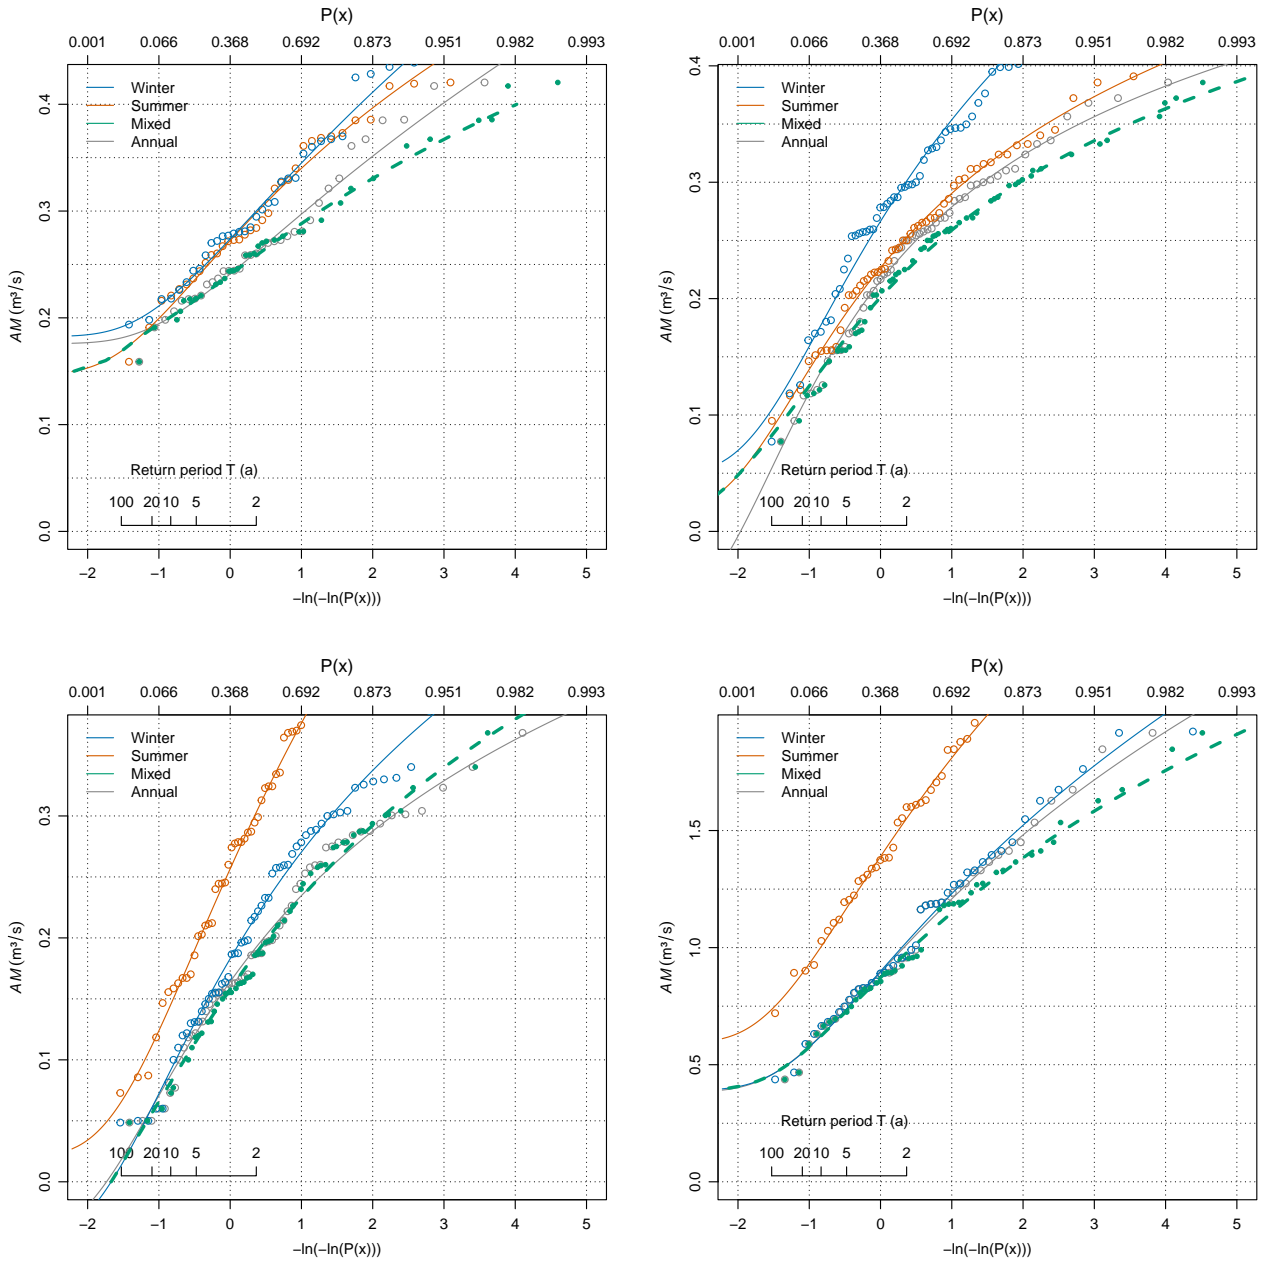 P(x)
0.001 0.066 0.368 0.692 0.873 0.951 0.982 0.993
Winter
Summer
Mixed
Annual
AM (m³/s)
0.4
0.3
0.2
0.1
0.0
Return period T (a)
100 20 10 5 2
−2 −1 0 1 2 3 4 5
−ln(−ln(P(x)))
P(x)
0.001 0.066 0.368 0.692 0.873 0.951 0.982 0.993
Winter
Summer
Mixed
Annual
AM (m³/s)
0.4
0.3
0.2
0.1
0.0
Return period T (a)
100 20 10 5 2
−2 −1 0 1 2 3 4 5
−ln(−ln(P(x)))
P(x)
0.001 0.066 0.368 0.692 0.873 0.951 0.982 0.993
Winter
Summer
Mixed
Annual
AM (m³/s)
0.3
0.2
0.1
0.0
100 20 10 5 2
−2 −1 0 1 2 3 4 5
−ln(−ln(P(x)))
P(x)
0.001 0.066 0.368 0.692 0.873 0.951 0.982 0.993
Winter
Summer
Mixed
Annual
AM (m³/s)
1.5
1.0
0.5
0.0
Return period T (a)
100 20 10 5 2
−2 −1 0 1 2 3 4 5
−ln(−ln(P(x)))